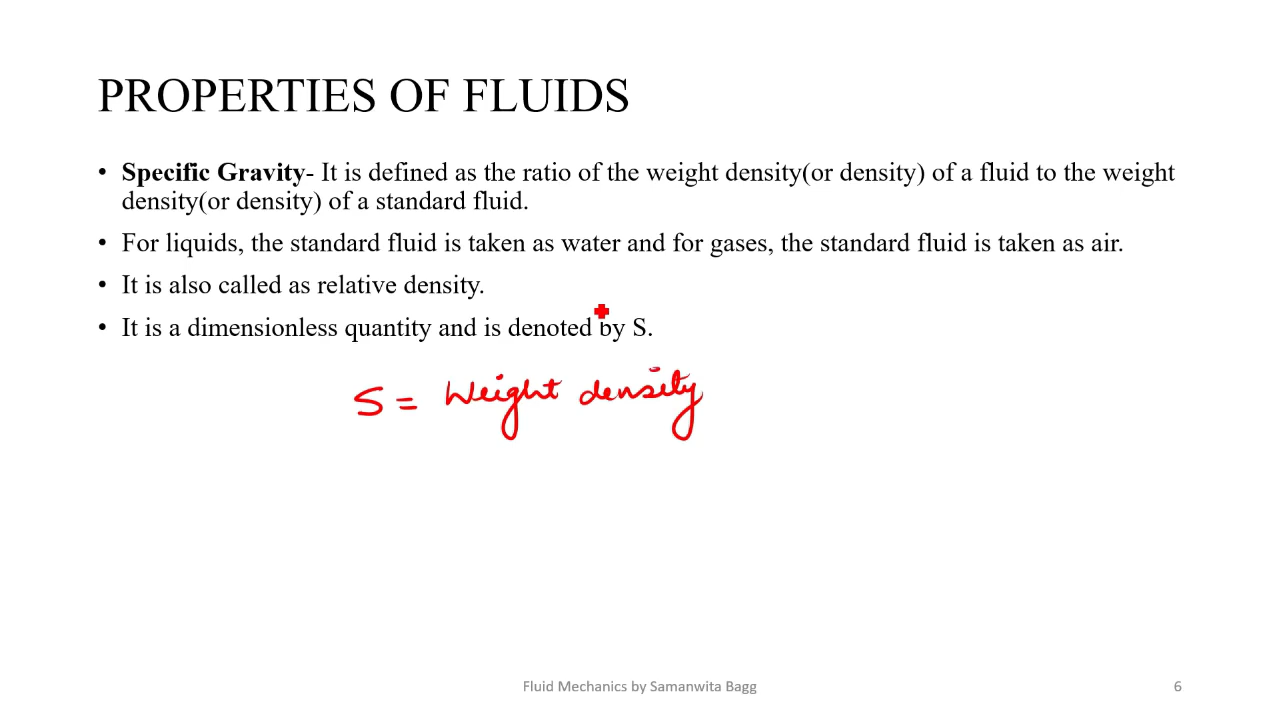 PROPERTIES OF FLUIDS
• Specific Gravity- It is defined as the ratio of the weight density(or density) of a fluid to the weight
density(or density) of a standard fluid.
• For liquids, the standard fluid is taken as water and for gases, the standard fluid is taken as air.
• It is also called as relative density.
• It is a dimensionless quantity and is denoted by S.
S = Weight density
Fluid Mechanics by Samanwita Bagg
6